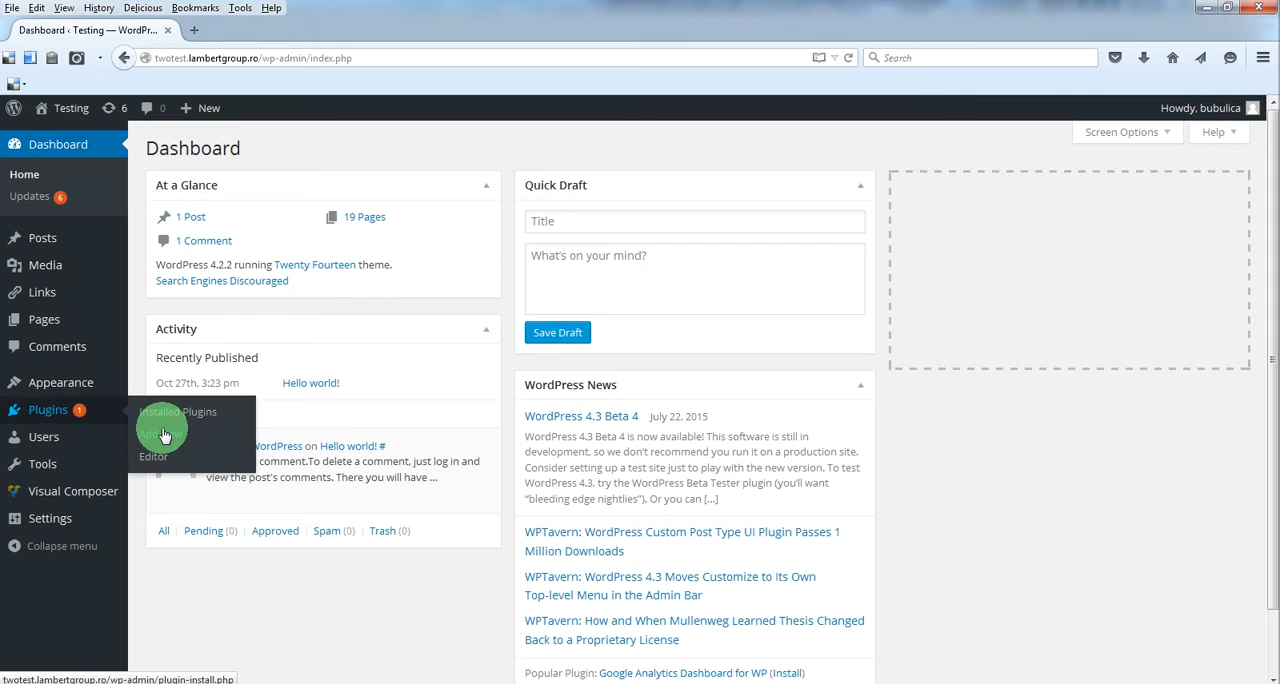 File Edit View History Delicious Bookmarks Tools Help
Dashboard ‹ Testing — WordPr...
twotest.lambertgroup.ro/wp-admin/index.php
Search
Testing 6 0 New
Howdy, bubulica
Dashboard
Home
Updates 6
Posts
Media
Links
Pages
Comments
Appearance
Plugins 1
Installed Plugins
Add New
Editor
Users
Tools
Visual Composer
Settings
Collapse menu
Dashboard
Screen Options
Help
At a Glance
1 Post
19 Pages
1 Comment
WordPress 4.2.2 running Twenty Fourteen theme.
Search Engines Discouraged
Activity
Recently Published
Oct 27th, 3:23 pm Hello world!
WordPress on Hello world! #
comment.To delete a comment, just log in and
view the post's comments. There you will have ...
All | Pending (0) | Approved | Spam (0) | Trash (0)
Quick Draft
Title
What's on your mind?
Save Draft
WordPress News
WordPress 4.3 Beta 4 July 22, 2015
WordPress 4.3 Beta 4 is now available! This software is still in
development, so we don't recommend you run it on a production site.
Consider setting up a test site just to play with the new version. To test
WordPress 4.3, try the WordPress Beta Tester plugin (you'll want
"bleeding edge nightlies"). Or you can [...]
WPTavern: WordPress Custom Post Type UI Plugin Passes 1
Million Downloads
WPTavern: WordPress 4.3 Moves Customize to Its Own
Top-level Menu in the Admin Bar
WPTavern: How and When Mullenweg Learned Thesis Changed
Back to a Proprietary License
Popular Plugin: Google Analytics Dashboard for WP (Install)
twotest.lambertgroup.ro/wp-admin/plugin-install.php